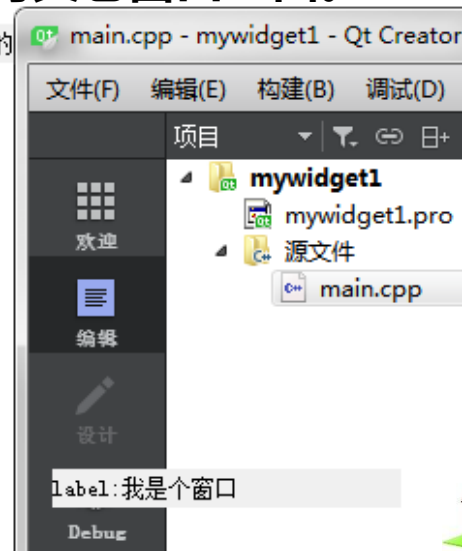 main.cpp - mywidget1 - Qt Creator
文件(F) 编辑(E) 构建(B) 调试(D)
项目
mywidget1
mywidget1.pro
源文件
main.cpp
欢迎
编辑
设计
label:我是个窗口
Debug